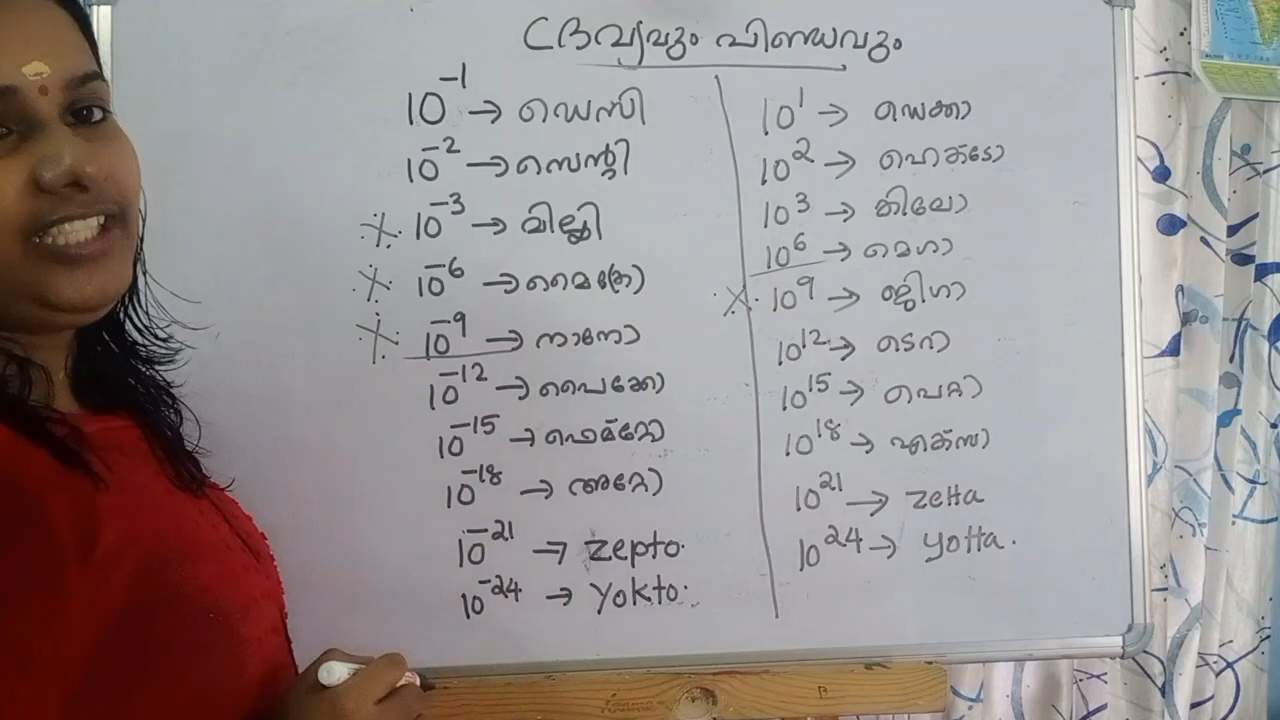 ദ്രവ്യവും പിണ്ഡവും
10⁻¹ → ഡെസി
10⁻² → സെന്റി
10⁻³ → മില്ലി
10⁻⁶ → മൈക്രോ
10⁻⁹ → നാനോ
10⁻¹² → പൈക്കോ
10⁻¹⁵ → ഫെംറ്റോ
10⁻¹⁸ → അറ്റോ
10⁻²¹ → zepto.
10⁻²⁴ → yokto.
10¹ → ഡെക്കാ
10² → ഹെക്ടോ
10³ → കിലോ
10⁶ → മെഗാ
10⁹ → ജിഗാ
10¹² → ടെറാ
10¹⁵ → പെറ്റാ
10¹⁸ → എക്സാ
10²¹ → zetta
10²⁴ → yotta.